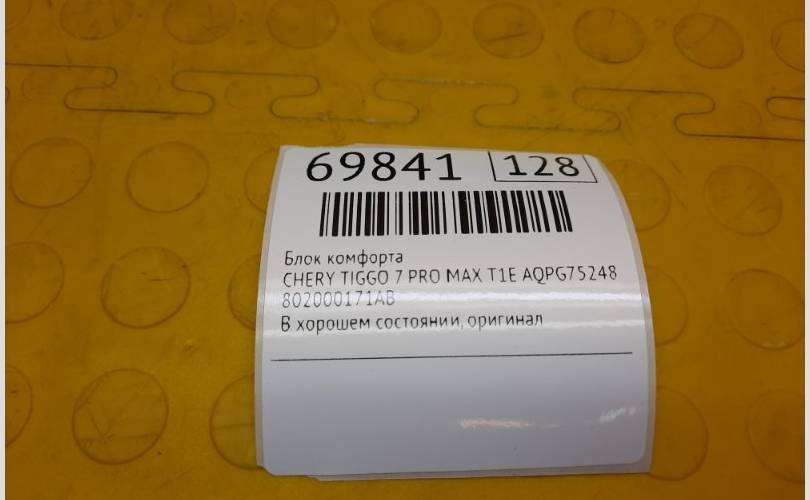 69841 128
Блок комфорта
CHERY TIGGO 7 PRO MAX T1E AQPG75248
802000171AB
В хорошем состоянии, оригинал